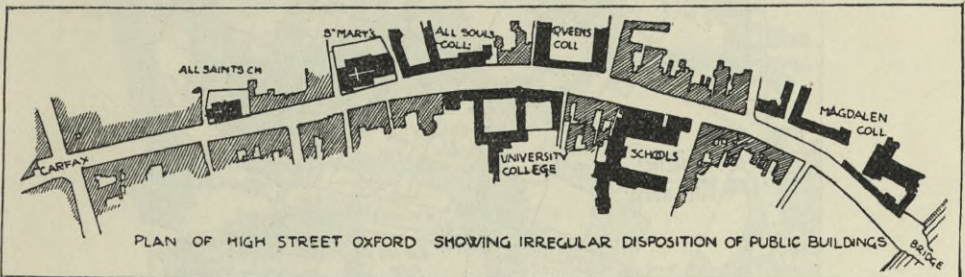 CARFAX
ALL SAINTS CH
ST MARY'S
ALL SOULS
COLL:
QUEENS
COLL
UNIVERSITY
COLLEGE
SCHOOLS
MAGDALEN
COLL
BRIDGE
PLAN OF HIGH STREET OXFORD SHOWING IRREGULAR DISPOSITION OF PUBLIC BUILDINGS